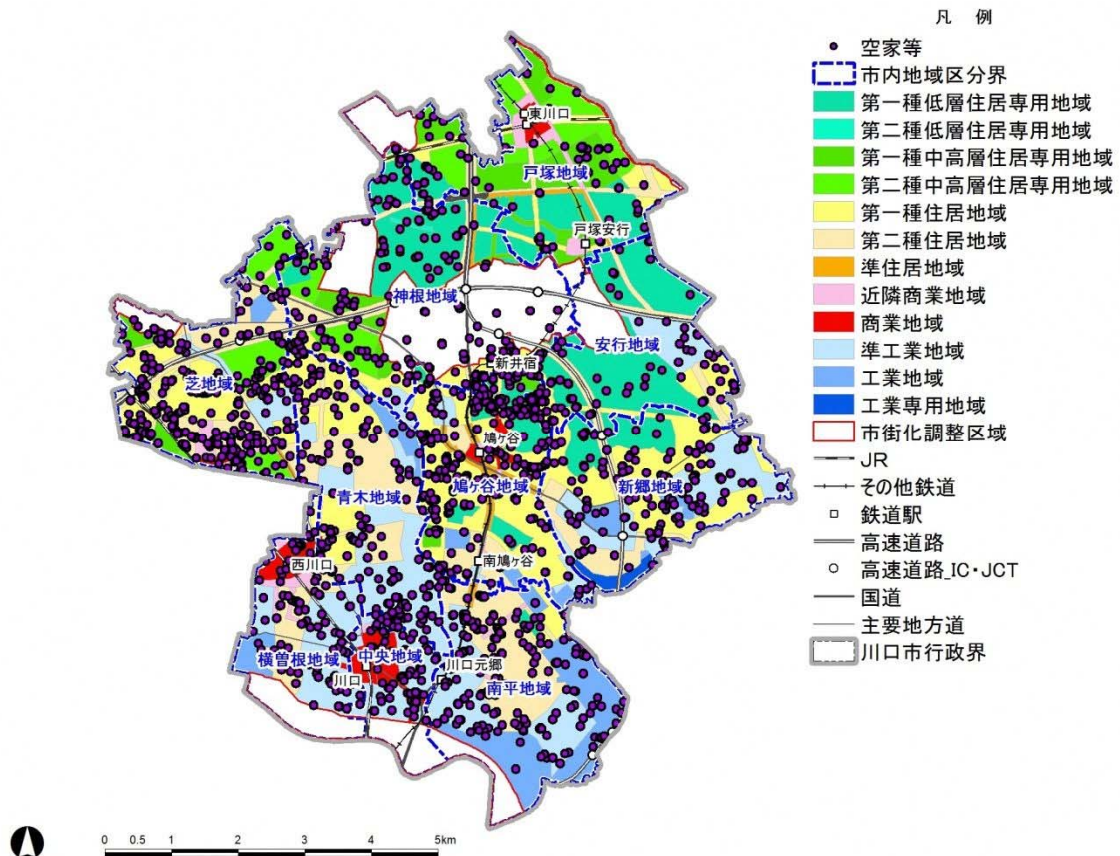 凡 例
空家等
市内地域区分界
第一種低層住居専用地域
第二種低層住居専用地域
第一種中高層住居専用地域
第二種中高層住居専用地域
第一種住居地域
第二種住居地域
準住居地域
近隣商業地域
商業地域
準工業地域
工業地域
工業専用地域
市街化調整区域
JR
その他鉄道
鉄道駅
高速道路
高速道路_IC・JCT
国道
主要地方道
川口市行政界
東川口
戸塚地域
戸塚安行
神根地域
安行地域
新井宿
芝地域
鳩ヶ谷
鳩ヶ谷地域
新郷地域
青木地域
西川口
南鳩ヶ谷
横曽根地域
中央地域
川口元郷
川口
南平地域
0 0.5 1 2 3 4 5km